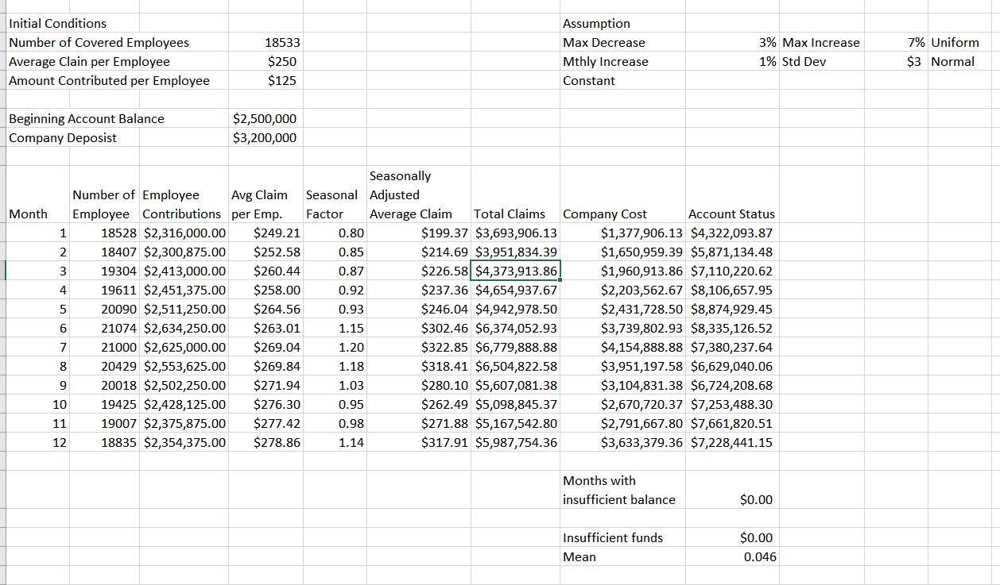 Initial Conditions Assumption
Number of Covered Employees 18533 Max Decrease 3% Max Increase 7% Uniform
Average Clain per Employee $250 Mthly Increase 1% Std Dev $3 Normal
Amount Contributed per Employee $125 Constant
Beginning Account Balance $2,500,000
Company Deposist $3,200,000
Seasonally
Number of Employee Avg Claim Seasonal Adjusted
Month Employee Contributions per Emp. Factor Average Claim Total Claims Company Cost Account Status
1 18528 $2,316,000.00 $249.21 0.80 $199.37 $3,693,906.13 $1,377,906.13 $4,322,093.87
2 18407 $2,300,875.00 $252.58 0.85 $214.69 $3,951,834.39 $1,650,959.39 $5,871,134.48
3 19304 $2,413,000.00 $260.44 0.87 $226.58 $4,373,913.86 $1,960,913.86 $7,110,220.62
4 19611 $2,451,375.00 $258.00 0.92 $237.36 $4,654,937.67 $2,203,562.67 $8,106,657.95
5 20090 $2,511,250.00 $264.56 0.93 $246.04 $4,942,978.50 $2,431,728.50 $8,874,929.45
6 21074 $2,634,250.00 $263.01 1.15 $302.46 $6,374,052.93 $3,739,802.93 $8,335,126.52
7 21000 $2,625,000.00 $269.04 1.20 $322.85 $6,779,888.88 $4,154,888.88 $7,380,237.64
8 20429 $2,553,625.00 $269.84 1.18 $318.41 $6,504,822.58 $3,951,197.58 $6,629,040.06
9 20018 $2,502,250.00 $271.94 1.03 $280.10 $5,607,081.38 $3,104,831.38 $6,724,208.68
10 19425 $2,428,125.00 $276.30 0.95 $262.49 $5,098,845.37 $2,670,720.37 $7,253,488.30
11 19007 $2,375,875.00 $277.42 0.98 $271.88 $5,167,542.80 $2,791,667.80 $7,661,820.51
12 18835 $2,354,375.00 $278.86 1.14 $317.91 $5,987,754.36 $3,633,379.36 $7,228,441.15
Months with
insufficient balance $0.00
Insufficient funds $0.00
Mean 0.046